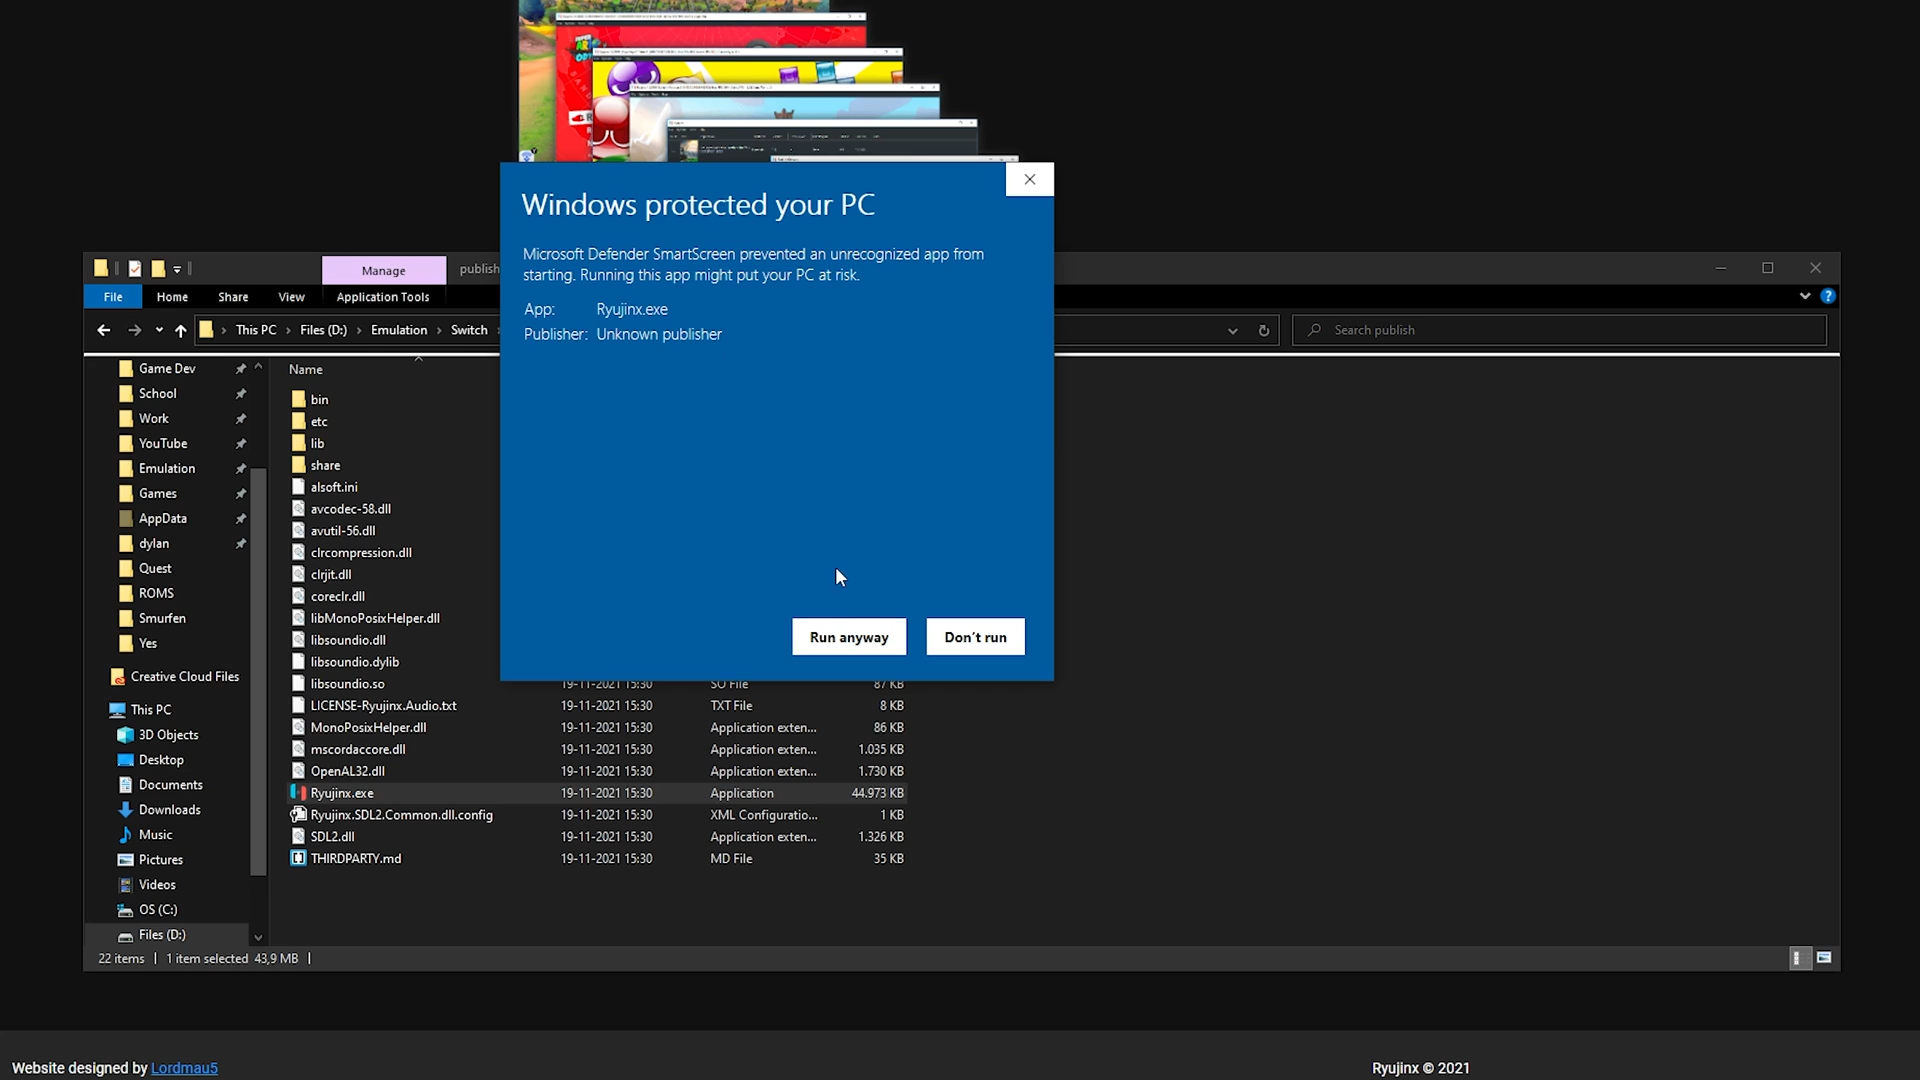 Windows protected your PC
Microsoft Defender SmartScreen prevented an unrecognized app from
starting. Running this app might put your PC at risk.
App: Ryujinx.exe
Publisher: Unknown publisher
Run anyway Don't run
Manage publish
File Home Share View Application Tools
This PC Files (D:) Emulation Switch Search publish
Game Dev
School
Work
YouTube
Emulation
Games
AppData
dylan
Quest
ROMS
Smurfen
Yes
Creative Cloud Files
This PC
3D Objects
Desktop
Documents
Downloads
Music
Pictures
Videos
OS (C:)
Files (D:)
Name
bin
etc
lib
share
alsoft.ini
avcodec-58.dll
avutil-56.dll
clrcompression.dll
clrjit.dll
coreclr.dll
libMonoPosixHelper.dll
libsoundio.dll
libsoundio.dylib
libsoundio.so 19-11-2021 15:30 SO File 87 KB
LICENSE-Ryujinx.Audio.txt 19-11-2021 15:30 TXT File 8 KB
MonoPosixHelper.dll 19-11-2021 15:30 Application exten... 86 KB
mscordaccore.dll 19-11-2021 15:30 Application exten... 1.035 KB
OpenAL32.dll 19-11-2021 15:30 Application exten... 1.730 KB
Ryujinx.exe 19-11-2021 15:30 Application 44.973 KB
Ryujinx.SDL2.Common.dll.config 19-11-2021 15:30 XML Configuratio... 1 KB
SDL2.dll 19-11-2021 15:30 Application exten... 1.326 KB
THIRDPARTY.md 19-11-2021 15:30 MD File 35 KB
22 items 1 item selected 43,9 MB
Website designed by Lordmau5
Ryujinx © 2021